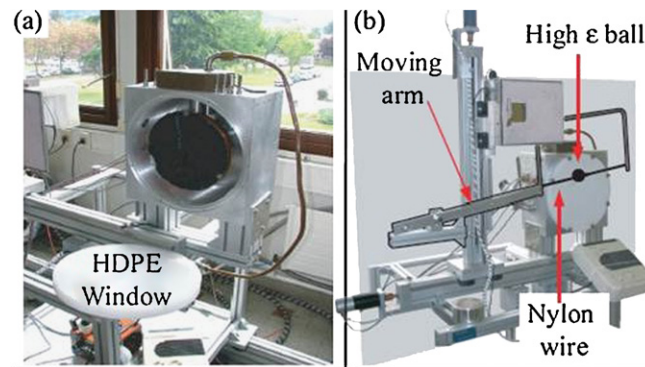 (a)
HDPE
Window
(b)
High ε ball
Moving
arm
Nylon
wire